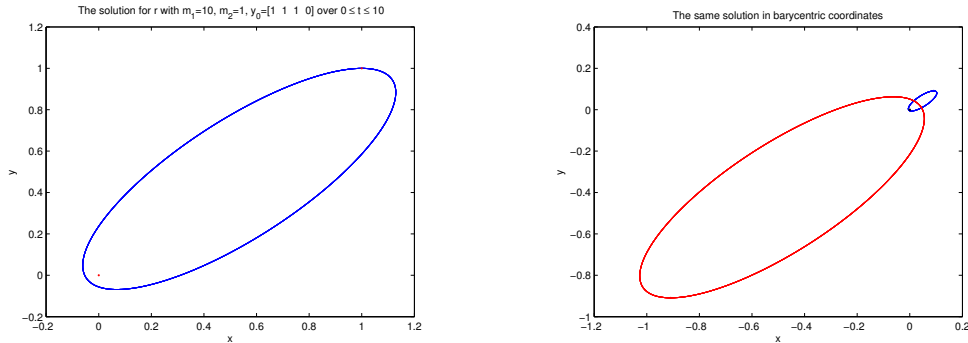 The solution for r with m₁=10, m₂=1, y₀=[1 1 1 0] over 0 ≤ t ≤ 10
1.2
1
0.8
0.6
0.4
0.2
0
−0.2
y
−0.2 0 0.2 0.4 0.6 0.8 1 1.2
x
The same solution in barycentric coordinates
0.4
0.2
0
−0.2
−0.4
−0.6
−0.8
−1
y
−1.2 −1 −0.8 −0.6 −0.4 −0.2 0 0.2
x